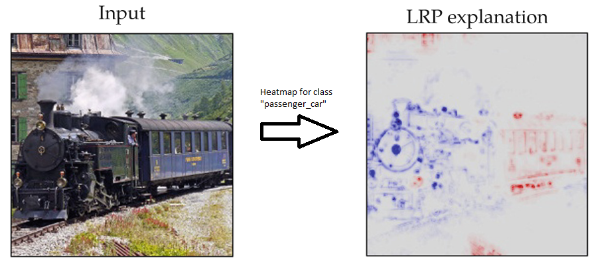 Input
LRP explanation
Heatmap for class
"passenger_car"